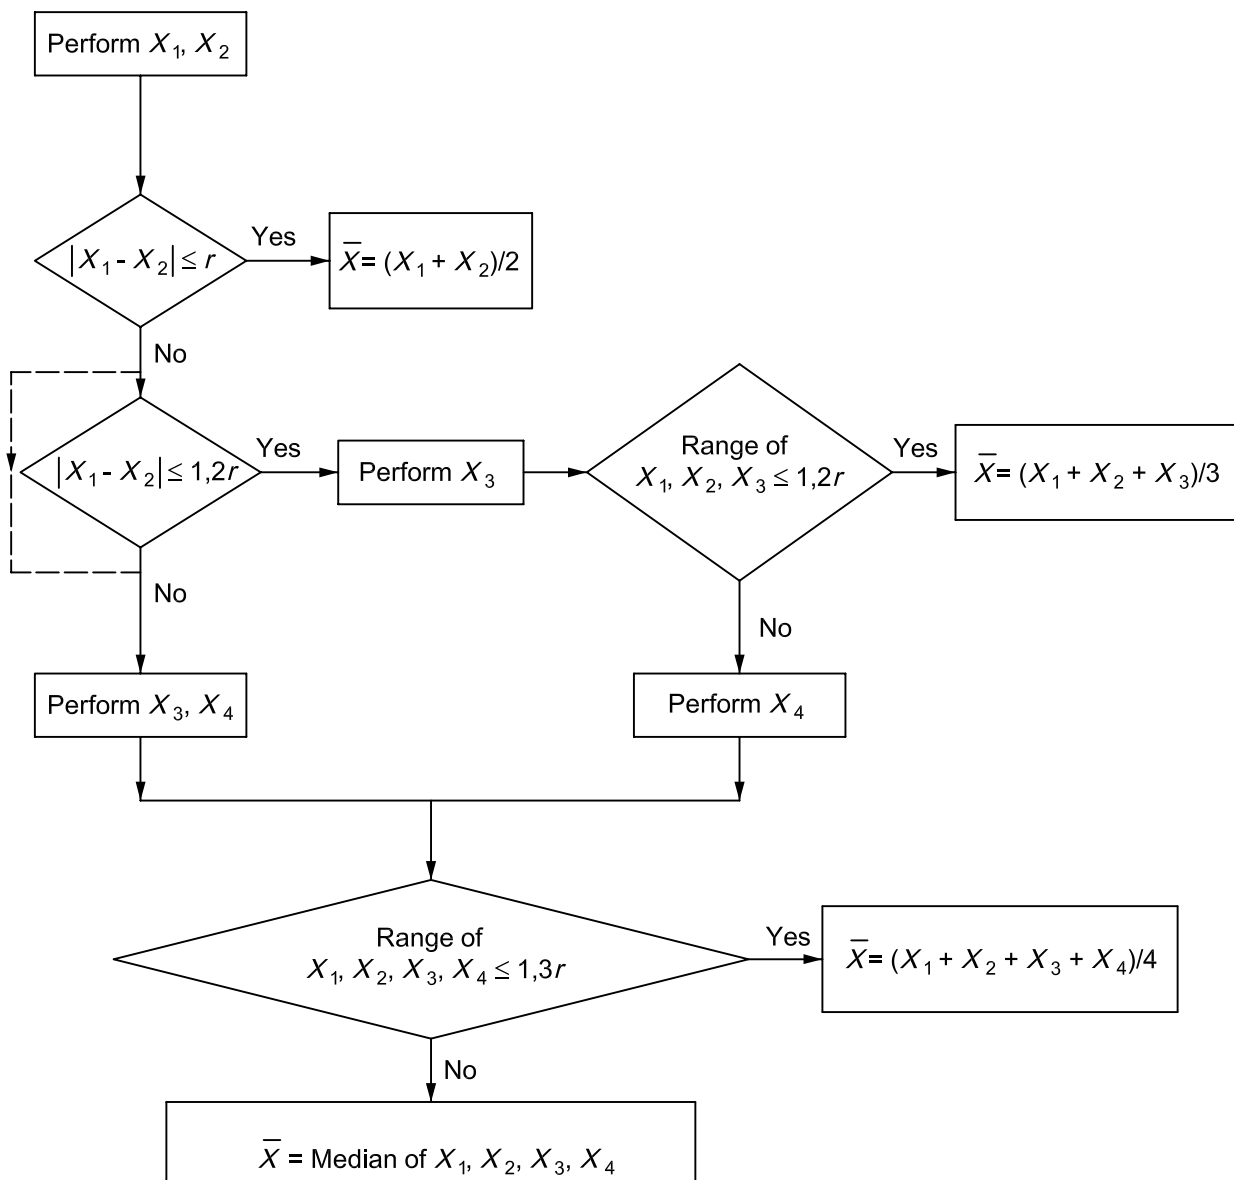 Perform X₁, X₂
|X₁ - X₂| ≤ r
Yes
X̅ = (X₁ + X₂)/2
No
|X₁ - X₂| ≤ 1,2r
Yes
Perform X₃
Range of
X₁, X₂, X₃ ≤ 1,2r
Yes
X̅ = (X₁ + X₂ + X₃)/3
No
No
Perform X₃, X₄
Perform X₄
Range of
X₁, X₂, X₃, X₄ ≤ 1,3r
Yes
X̅ = (X₁ + X₂ + X₃ + X₄)/4
No
X̅ = Median of X₁, X₂, X₃, X₄